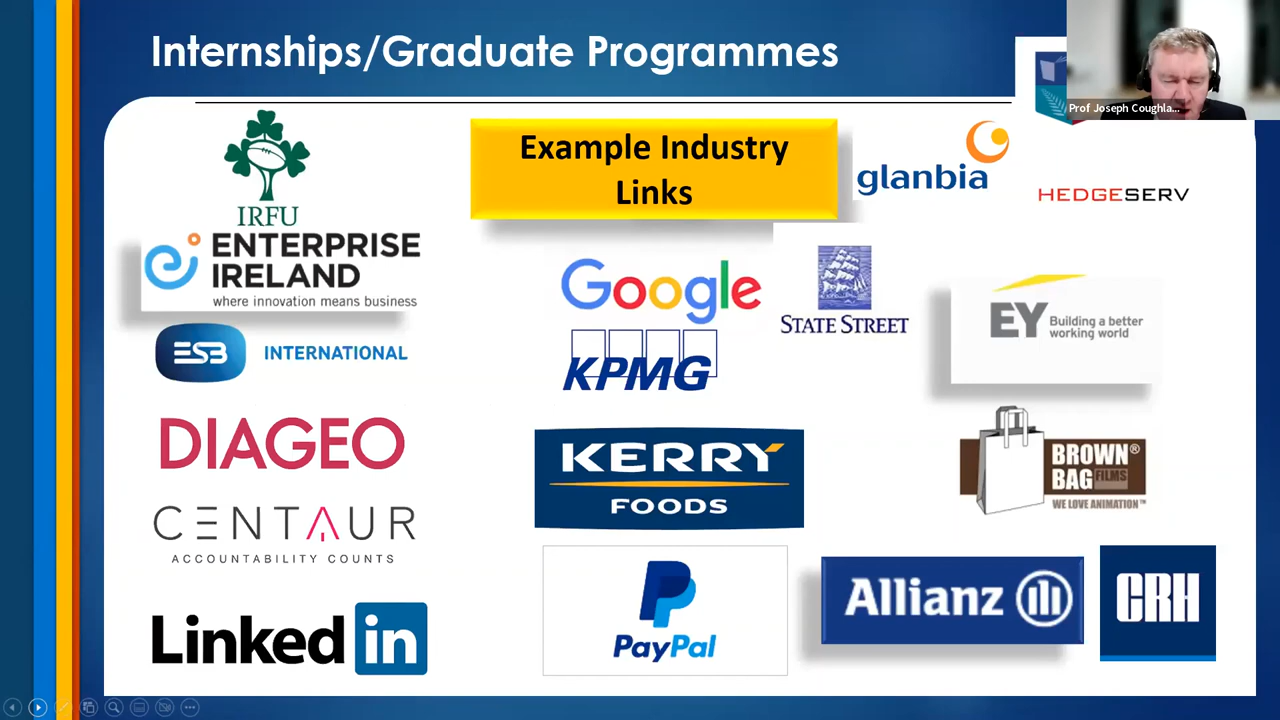 Internships/Graduate Programmes
Prof Joseph Coughla...
Example Industry
Links
IRFU
glanbia
HEDGESERV
ENTERPRISE
IRELAND
where innovation means business
Google
STATE STREET
EY
Building a better
working world
ESB
INTERNATIONAL
KPMG
DIAGEO
KERRY
FOODS
BROWN®
BAG FILMS
WE LOVE ANIMATION™
CENTAUR
ACCOUNTABILITY COUNTS
LinkedIn
PayPal
Allianz
CRH